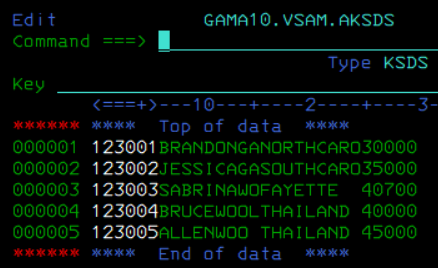 Edit GAMA10.VSAM.AKSDS
Command ===>
Type KSDS
Key
<===+>---10---+----2----+----3-
****** **** Top of data ****
000001 123001BRANDONGANORTHCARO30000
000002 123002JESSICAGASOUTHCARO35000
000003 123003SABRINAWOFAYETTE 40700
000004 123004BRUCEWOOLTHAILAND 40000
000005 123005ALLENWOO THAILAND 45000
****** **** End of data ****